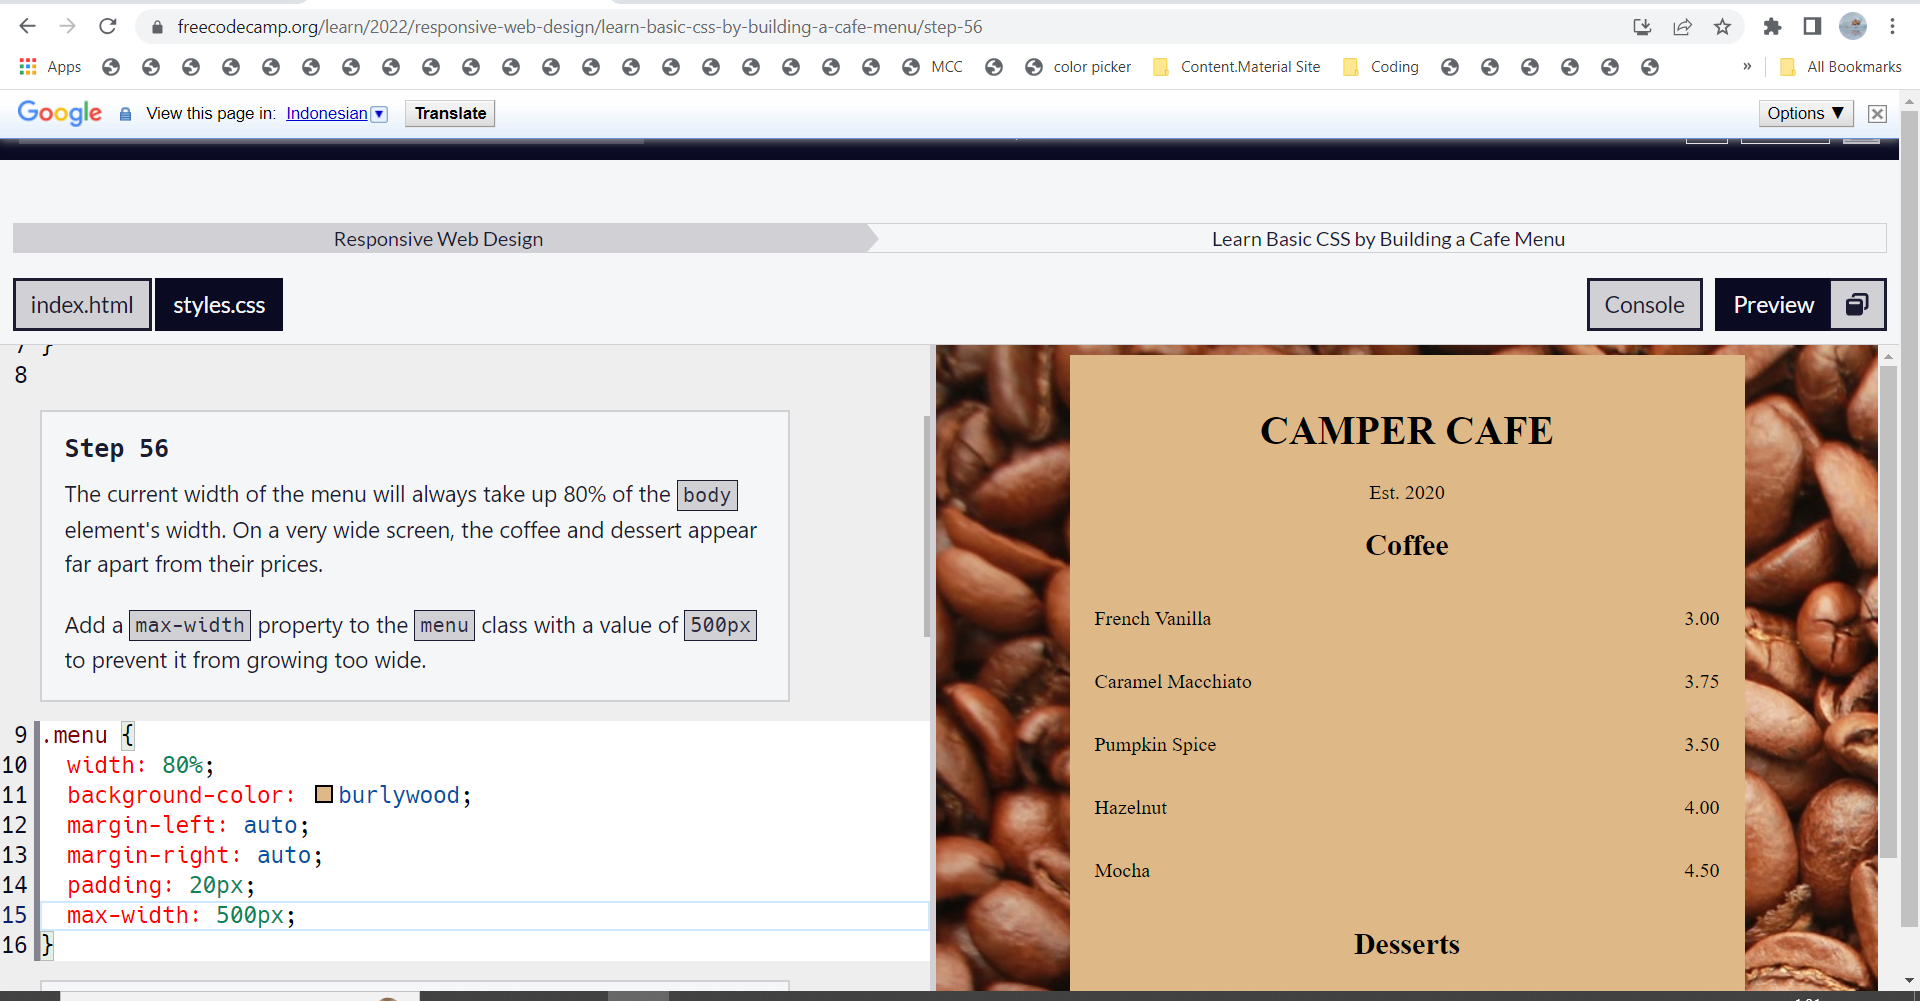 freecodecamp.org/learn/2022/responsive-web-design/learn-basic-css-by-building-a-cafe-menu/step-56
Apps MCC color picker Content.Material Site Coding » All Bookmarks
Google View this page in: Indonesian Translate Options ▼
Responsive Web Design Learn Basic CSS by Building a Cafe Menu
index.html styles.css Console Preview
7 }
8
Step 56
The current width of the menu will always take up 80% of the body
element's width. On a very wide screen, the coffee and dessert appear
far apart from their prices.
Add a max-width property to the menu class with a value of 500px
to prevent it from growing too wide.
9 .menu {
10 width: 80%;
11 background-color: burlywood;
12 margin-left: auto;
13 margin-right: auto;
14 padding: 20px;
15 max-width: 500px;
16 }
CAMPER CAFE
Est. 2020
Coffee
French Vanilla 3.00
Caramel Macchiato 3.75
Pumpkin Spice 3.50
Hazelnut 4.00
Mocha 4.50
Desserts